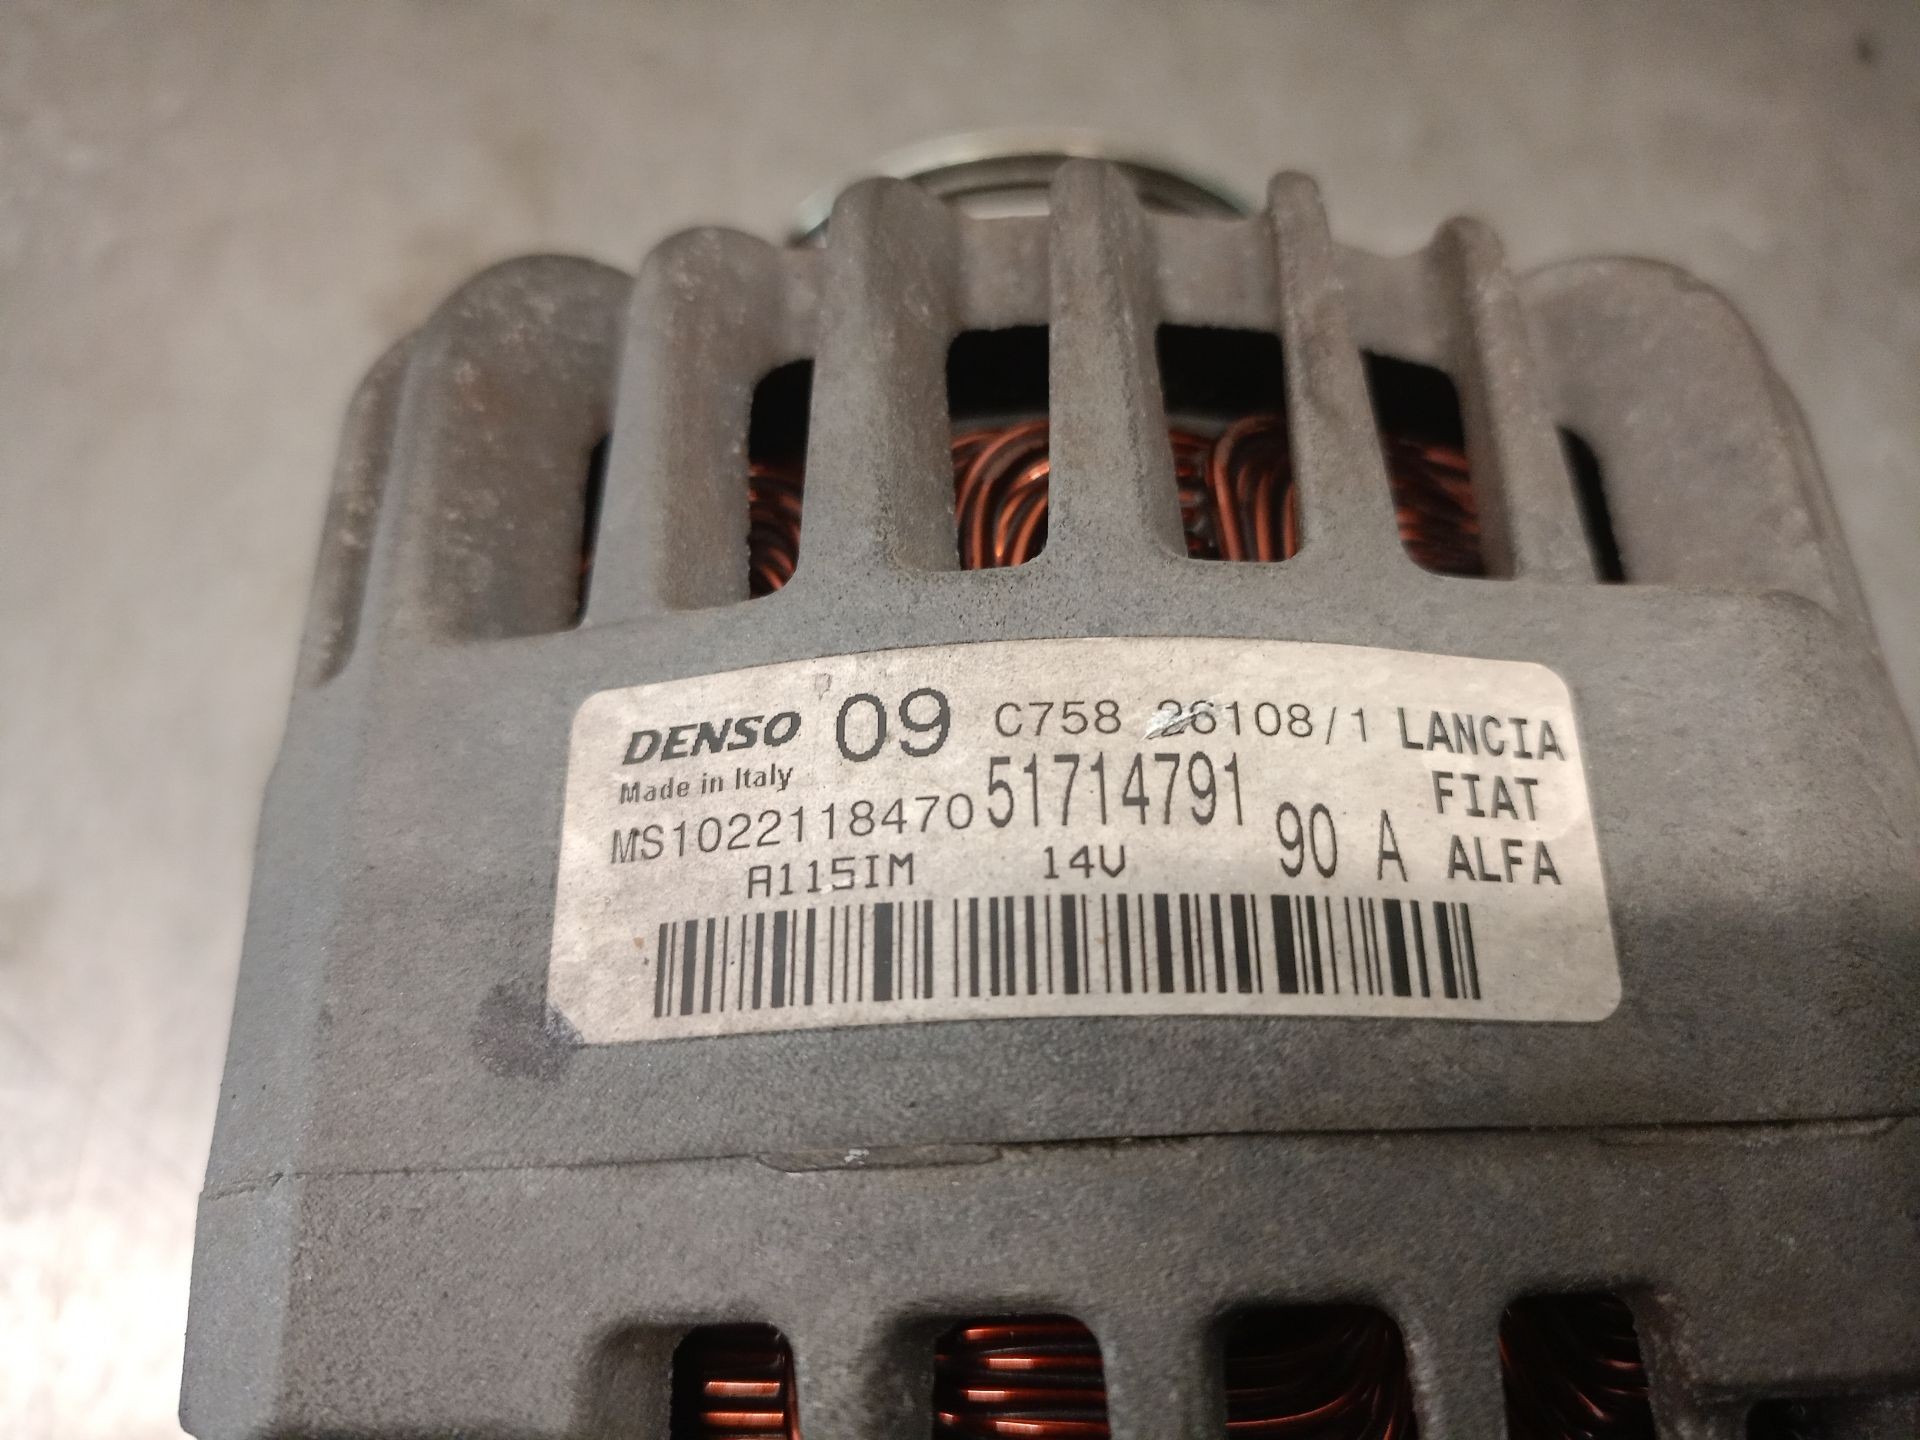 DENSO 09 C758 26108/1 LANCIA
Made in Italy 51714791 FIAT
MS1022118470 90 A ALFA
A115IM 14V